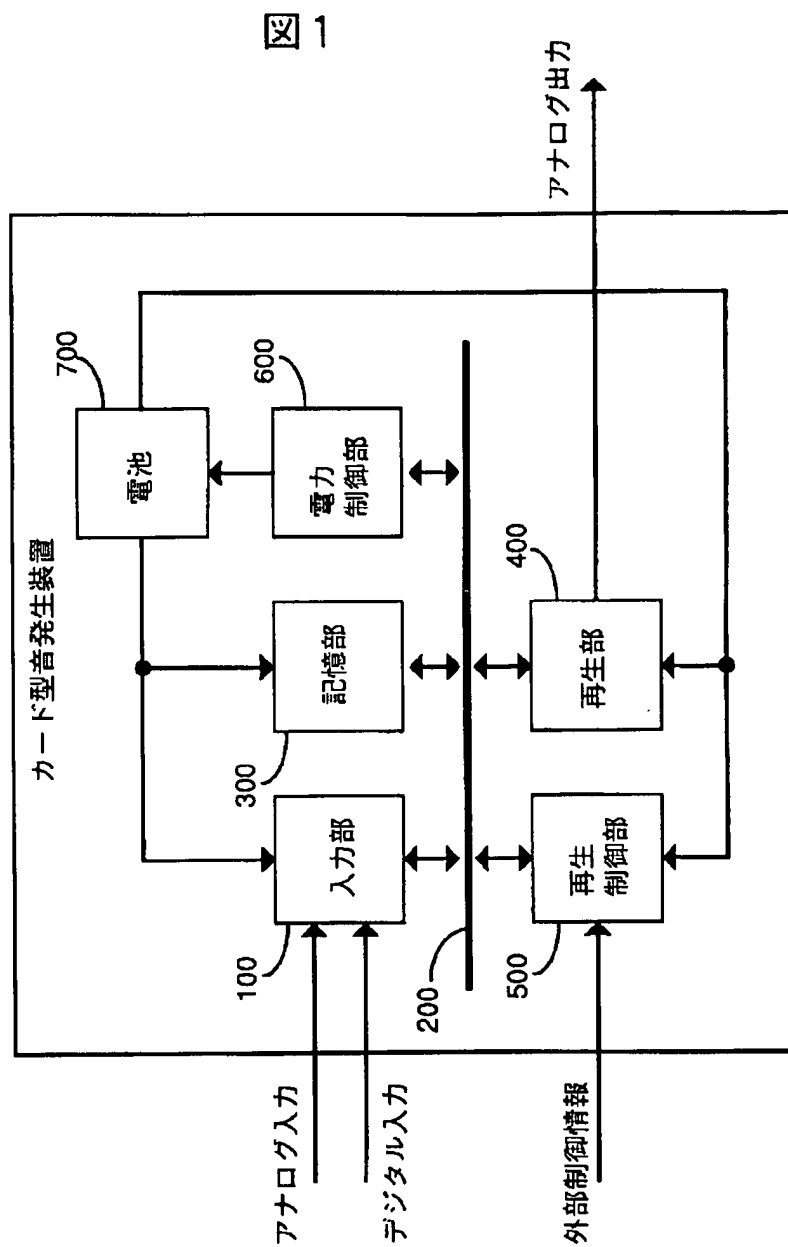 図1
カード型音発生装置
700
電池
600
電力
制御部
300
記憶部
100
入力部
アナログ入力
デジタル入力
200
400
再生部
500
再生
制御部
外部制御情報
アナログ出力